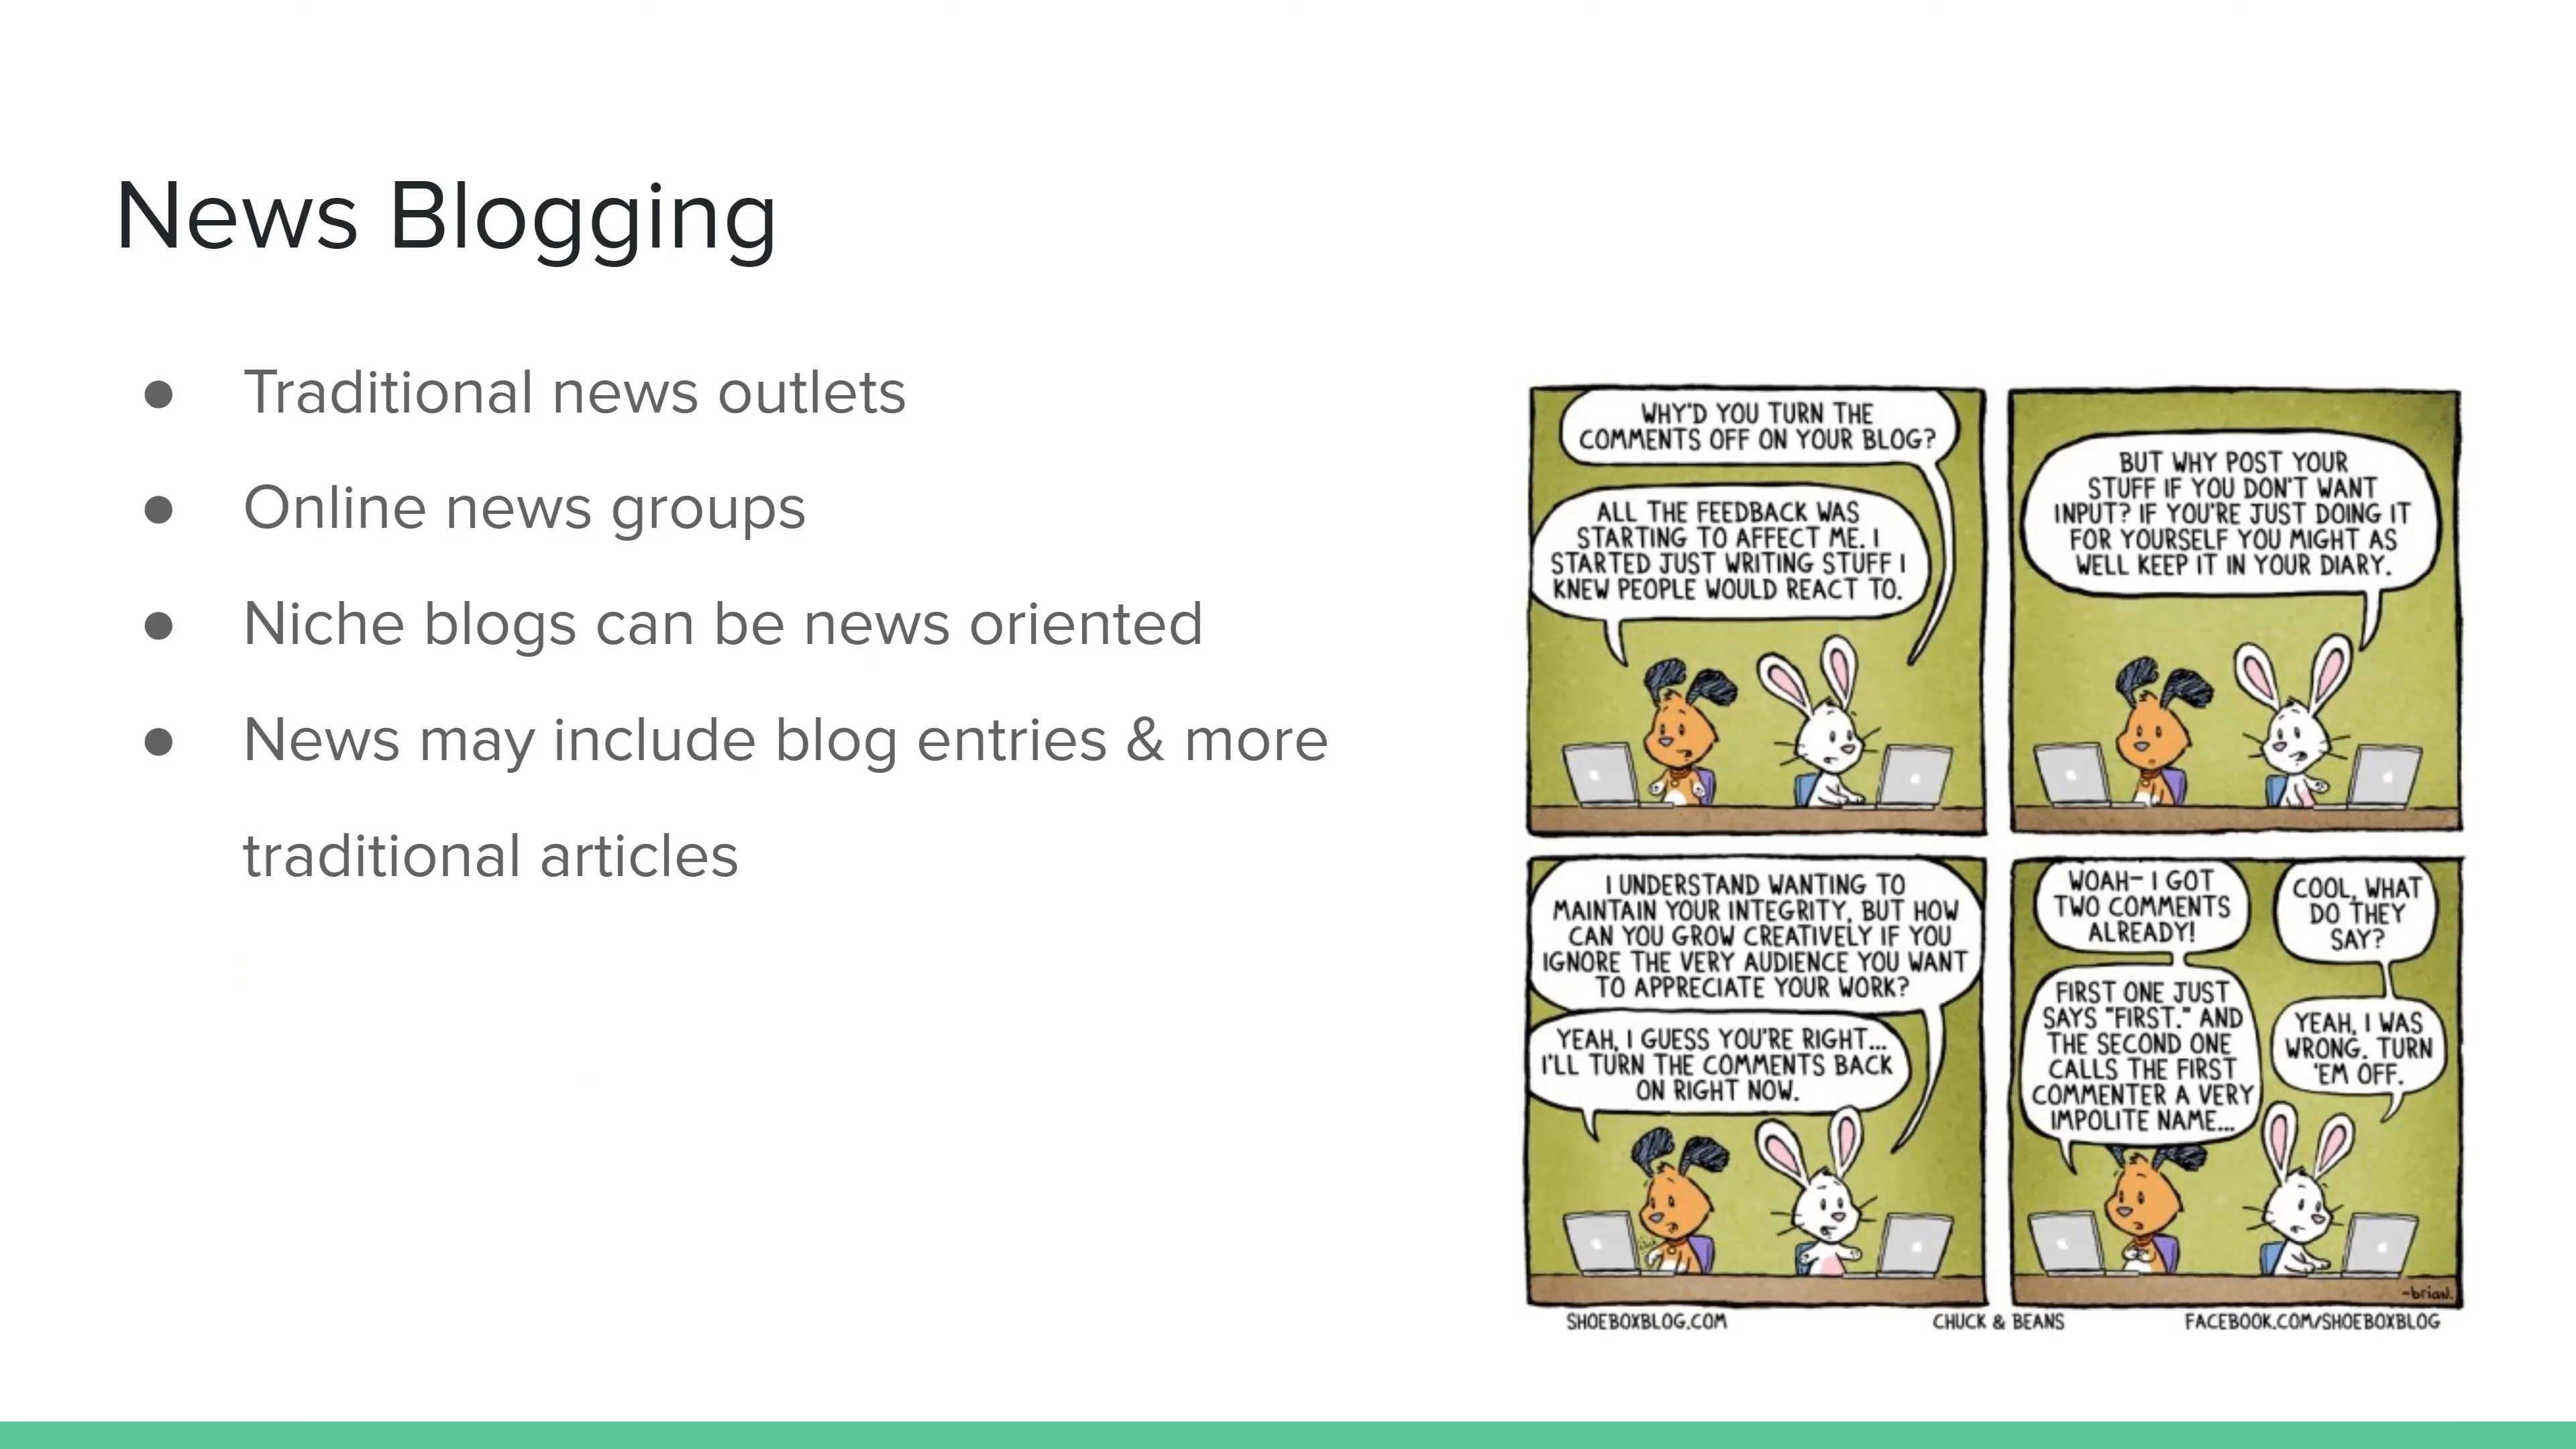 News Blogging
● Traditional news outlets
● Online news groups
● Niche blogs can be news oriented
● News may include blog entries & more
traditional articles
WHY'D YOU TURN THE
COMMENTS OFF ON YOUR BLOG?
ALL THE FEEDBACK WAS
STARTING TO AFFECT ME. I
STARTED JUST WRITING STUFF I
KNEW PEOPLE WOULD REACT TO.
BUT WHY POST YOUR
STUFF IF YOU DON'T WANT
INPUT? IF YOU'RE JUST DOING IT
FOR YOURSELF YOU MIGHT AS
WELL KEEP IT IN YOUR DIARY.
I UNDERSTAND WANTING TO
MAINTAIN YOUR INTEGRITY, BUT HOW
CAN YOU GROW CREATIVELY IF YOU
IGNORE THE VERY AUDIENCE YOU WANT
TO APPRECIATE YOUR WORK?
YEAH, I GUESS YOU'RE RIGHT...
I'LL TURN THE COMMENTS BACK
ON RIGHT NOW.
WOAH- I GOT
TWO COMMENTS
ALREADY!
COOL, WHAT
DO THEY
SAY?
FIRST ONE JUST
SAYS "FIRST." AND
THE SECOND ONE
CALLS THE FIRST
COMMENTER A VERY
IMPOLITE NAME...
YEAH, I WAS
WRONG. TURN
'EM OFF.
-brian.
SHOEBOXBLOG.COM
CHUCK & BEANS
FACEBOOK.COM/SHOEBOXBLOG